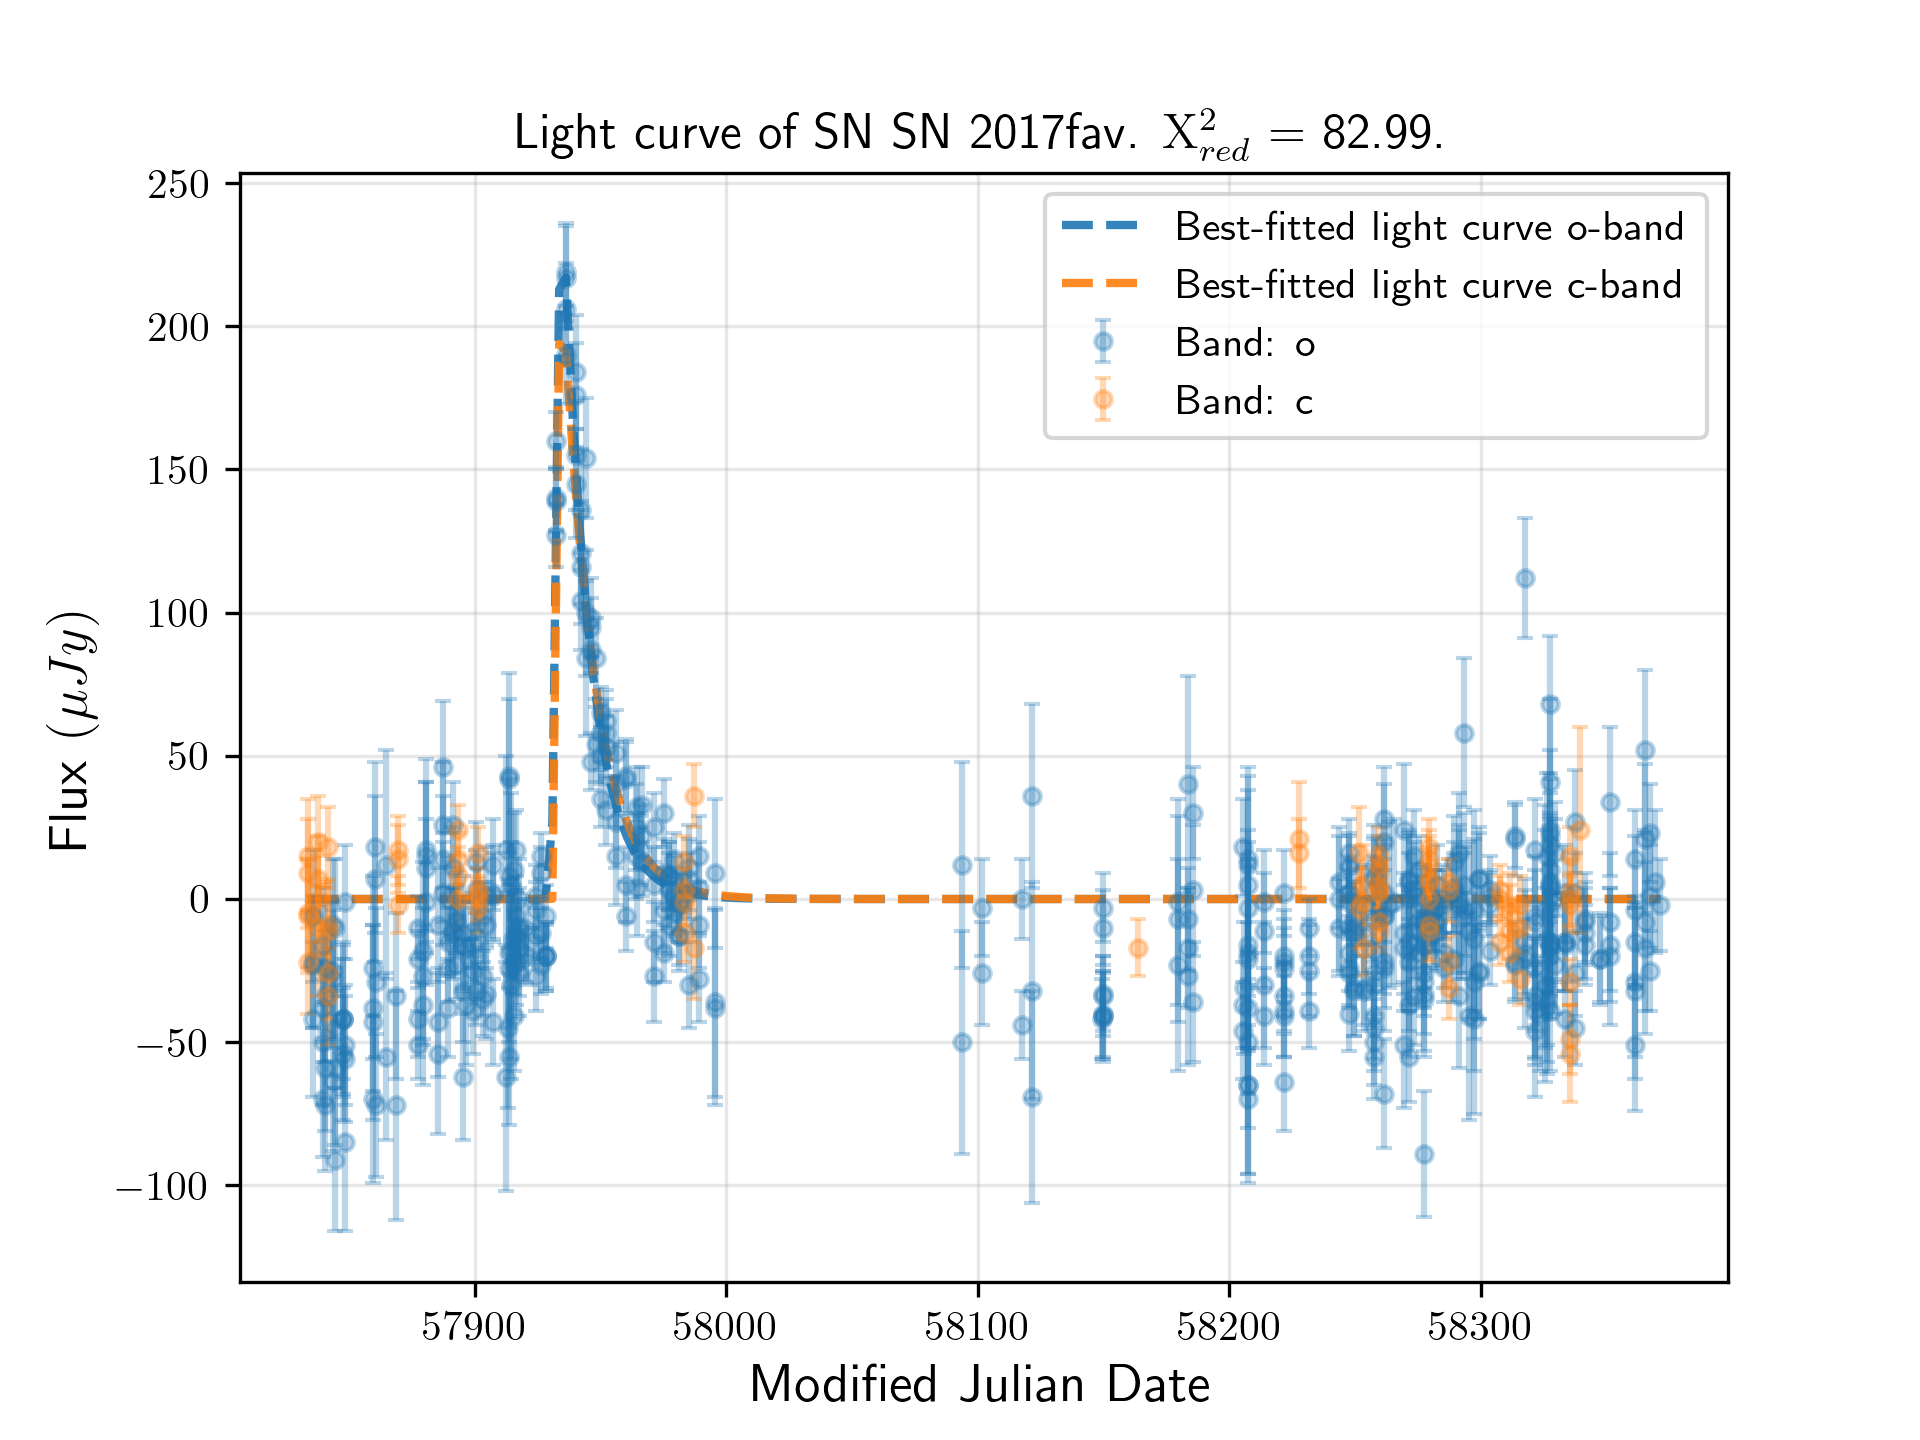 Light curve of SN SN 2017fav. X²_red = 82.99.
250
200
150
100
50
0
−50
−100
Flux (μJy)
Best-fitted light curve o-band
Best-fitted light curve c-band
Band: o
Band: c
57900 58000 58100 58200 58300
Modified Julian Date